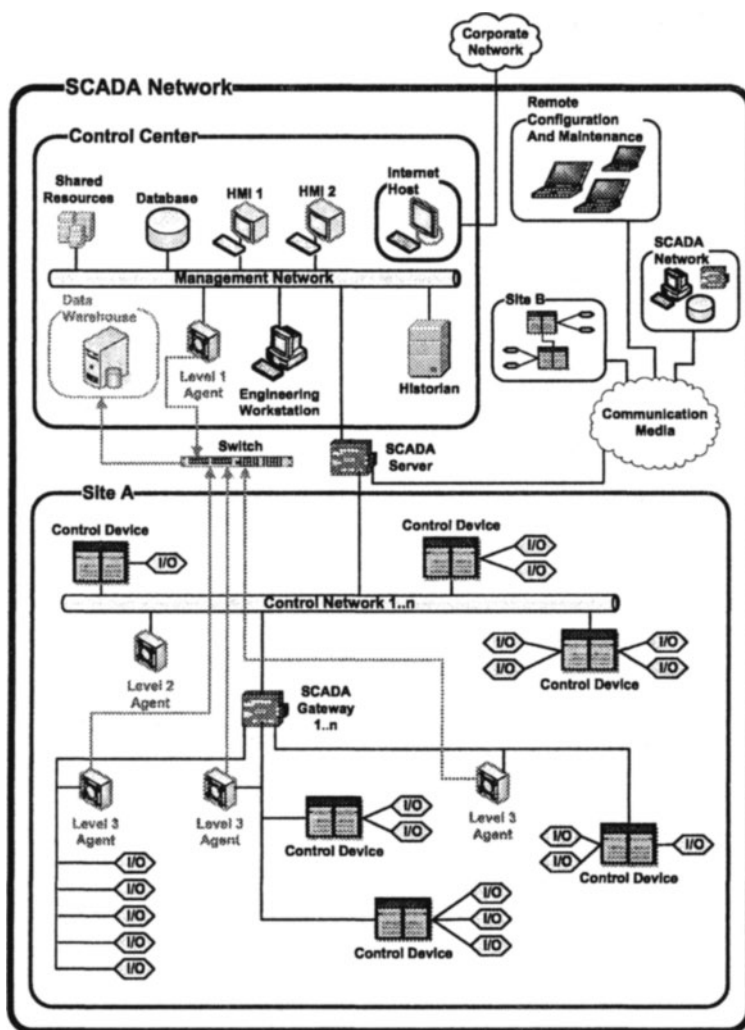 Corporate
Network
SCADA Network
Remote
Configuration
And Maintenance
Control Center
Shared
Resources
Database
HMI 1
HMI 2
Internet
Host
SCADA
Network
Management Network
Data
Warehouse
Level 1
Agent
Engineering
Workstation
Historian
Site B
Communication
Media
Switch
SCADA
Server
Site A
Control Device
I/O
Control Device
I/O
I/O
Control Network 1..n
Level 2
Agent
I/O
I/O
I/O
I/O
Control Device
SCADA
Gateway
1..n
Level 3
Agent
Level 3
Agent
Level 3
Agent
I/O
I/O
Control Device
I/O
I/O
I/O
Control Device
I/O
I/O
I/O
I/O
I/O
I/O
I/O
I/O
Control Device